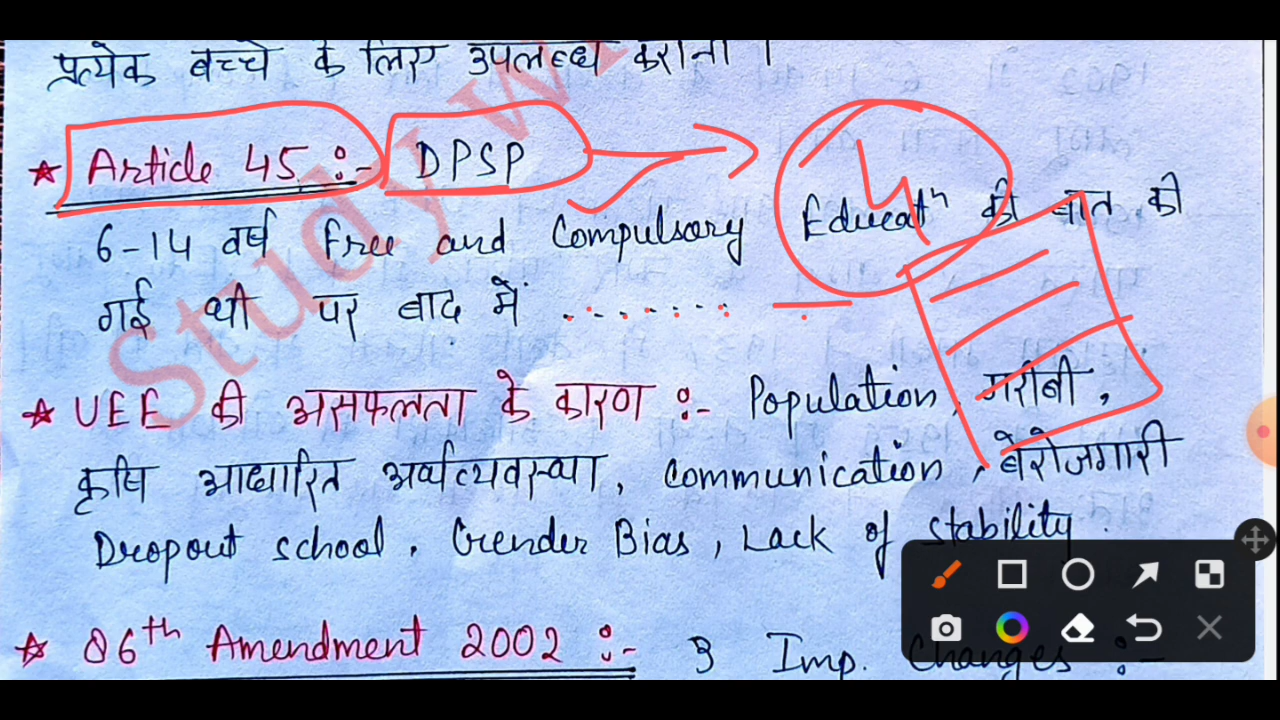 प्रत्येक बच्चे के लिए उपलब्ध कराना ।
★ Article 45 :- DPSP
6-14 वर्ष Free and Compulsory Educatⁿ की बात की
गई थी पर बाद में ........
★ UEE की असफलता के कारण :- Population, गरीबी,
कृषि आधारित अर्थव्यवस्था, Communication, बेरोजगारी
Dropout school, Gender Bias, Lack of stability
★ 86th Amendment 2002 :- 3 Imp. Changes :-
Study